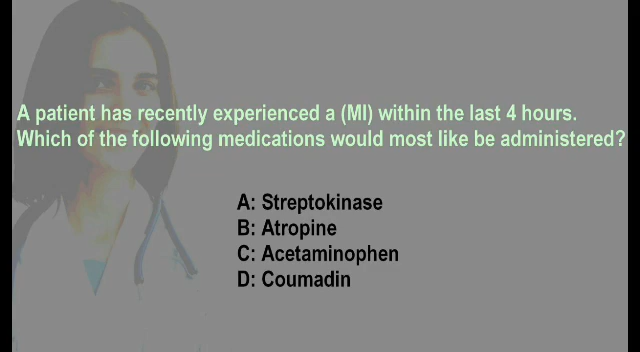 A patient has recently experienced a (MI) within the last 4 hours.
Which of the following medications would most like be administered?
A: Streptokinase
B: Atropine
C: Acetaminophen
D: Coumadin